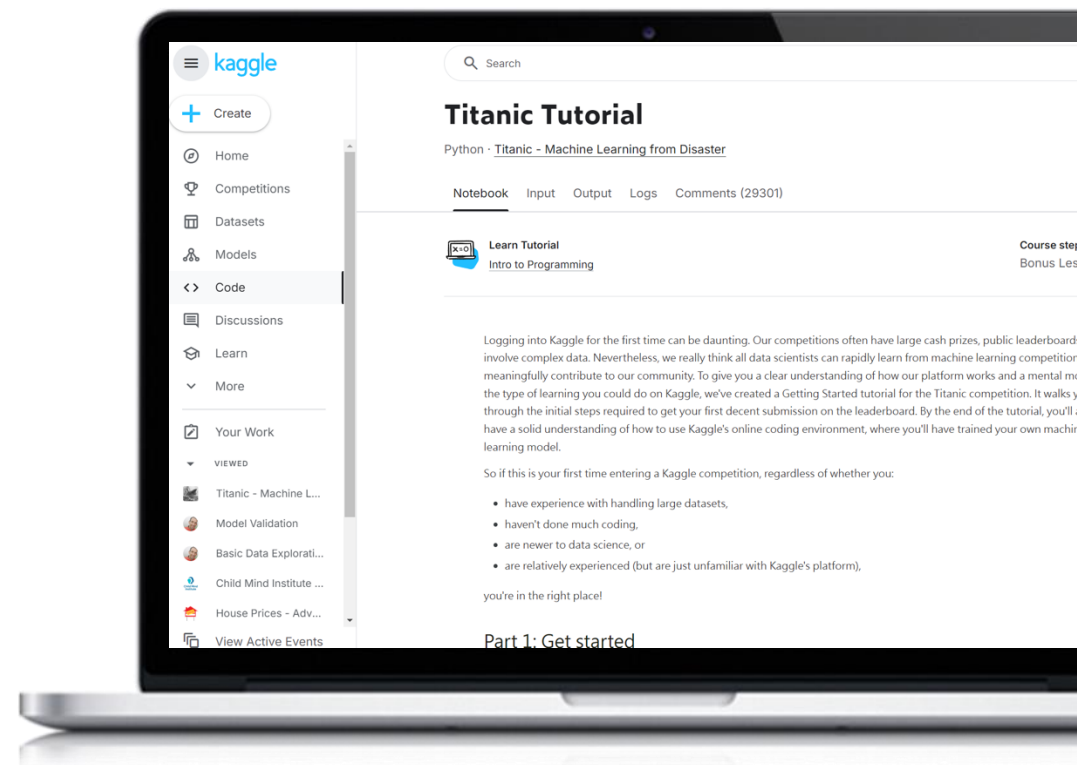 kaggle
Search
Create
Home
Competitions
Datasets
Models
Code
Discussions
Learn
More
Your Work
VIEWED
Titanic - Machine L...
Model Validation
Basic Data Explorati...
Child Mind Institute ...
House Prices - Adv...
View Active Events
Titanic Tutorial
Python · Titanic - Machine Learning from Disaster
Notebook Input Output Logs Comments (29301)
x=0
Learn Tutorial
Intro to Programming
Course step
Bonus Les
Logging into Kaggle for the first time can be daunting. Our competitions often have large cash prizes, public leaderboard
involve complex data. Nevertheless, we really think all data scientists can rapidly learn from machine learning competition
meaningfully contribute to our community. To give you a clear understanding of how our platform works and a mental mo
the type of learning you could do on Kaggle, we've created a Getting Started tutorial for the Titanic competition. It walks y
through the initial steps required to get your first decent submission on the leaderboard. By the end of the tutorial, you'll a
have a solid understanding of how to use Kaggle's online coding environment, where you'll have trained your own machin
learning model.
So if this is your first time entering a Kaggle competition, regardless of whether you:
• have experience with handling large datasets,
• haven't done much coding,
• are newer to data science, or
• are relatively experienced (but are just unfamiliar with Kaggle's platform),
you're in the right place!
Part 1: Get started